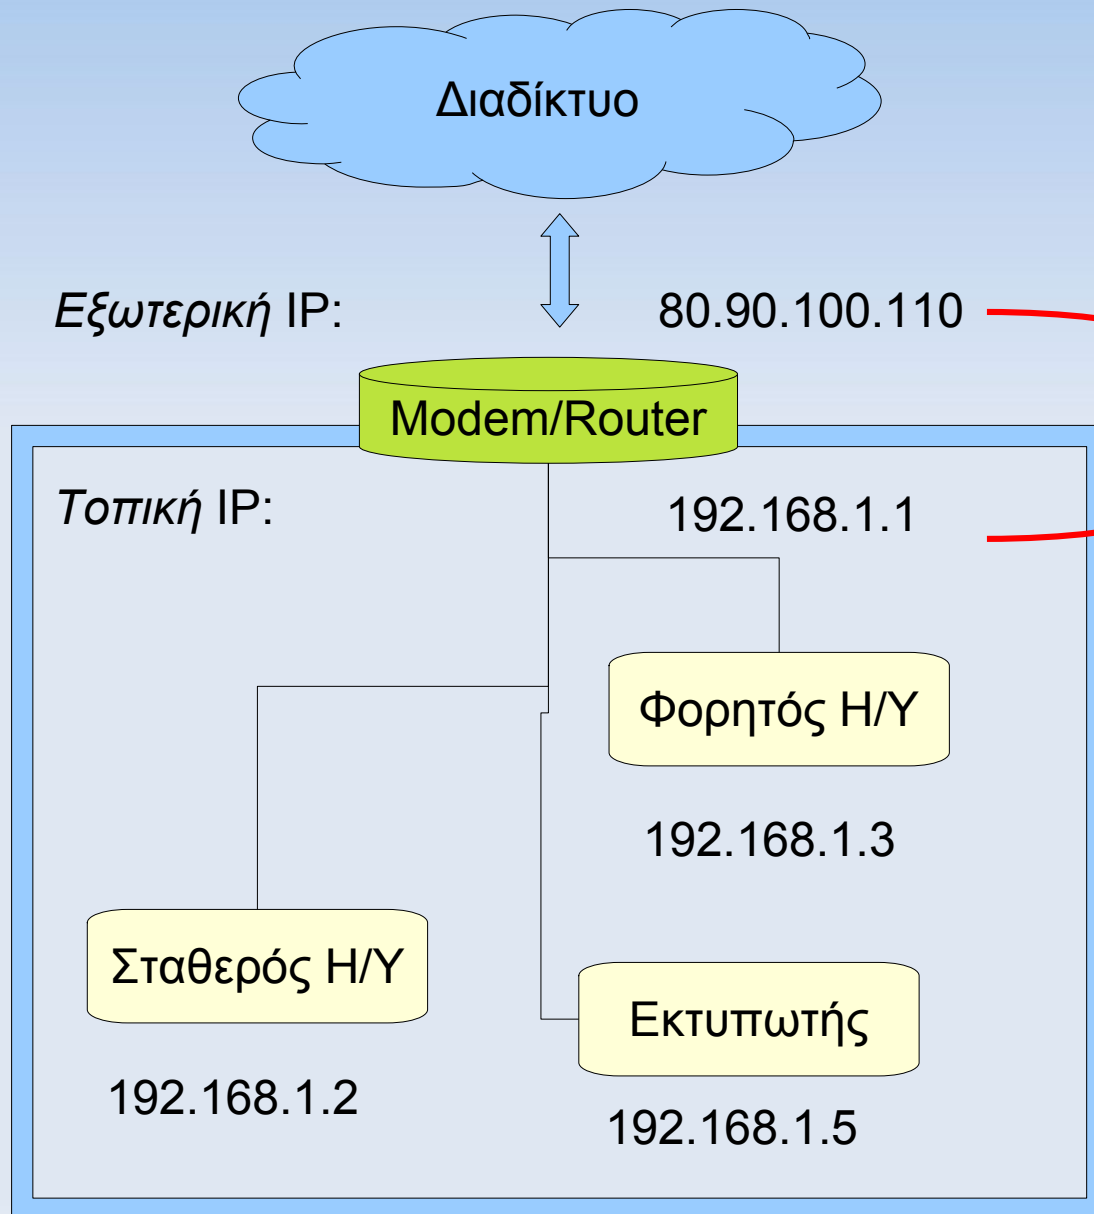 Διαδίκτυο
Εξωτερική IP: 80.90.100.110
Modem/Router
Τοπική IP: 192.168.1.1
Φορητός Η/Υ
192.168.1.3
Σταθερός Η/Υ
192.168.1.2
Εκτυπωτής
192.168.1.5